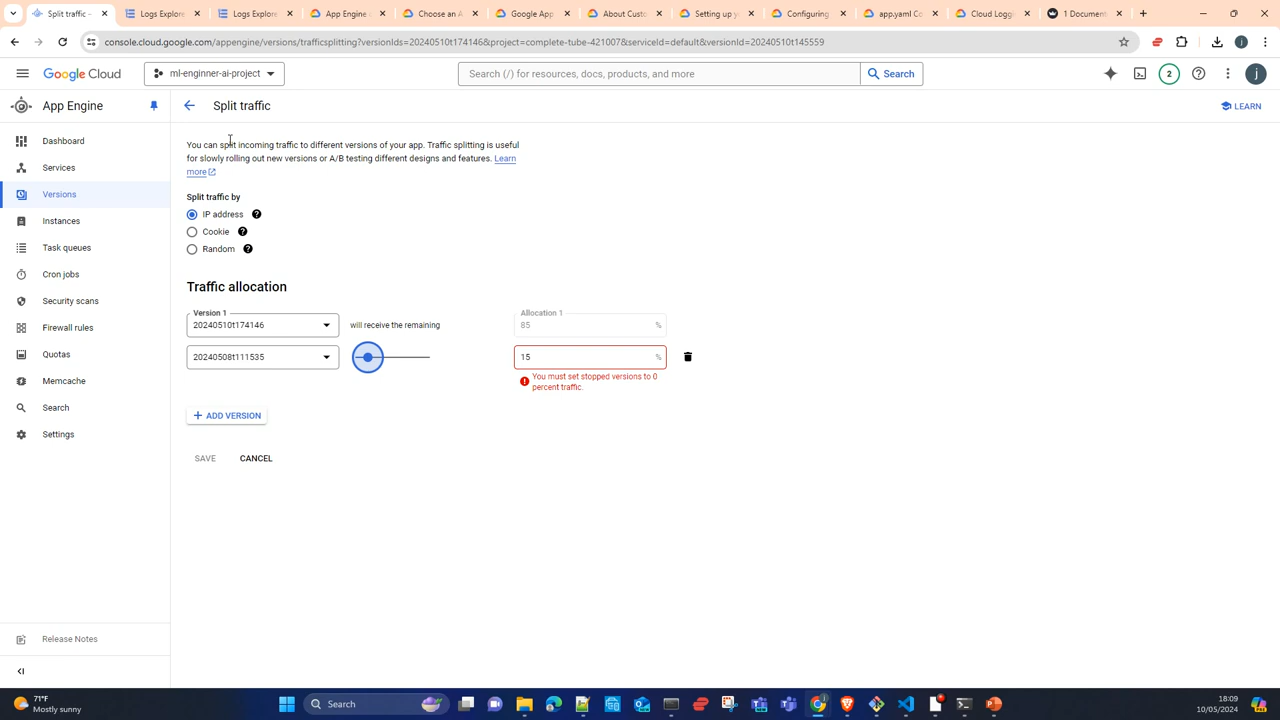 Split traffic –
Logs Explore
Logs Explore
App Engine
Choose an A
Google App
About Custo
Setting up y
Configuring
app.yaml Co
Cloud Loggi
1 Document
console.cloud.google.com/appengine/versions/trafficsplitting?versionIds=20240510t174146&project=complete-tube-421007&serviceId=default&versionId=20240510t145559
Google Cloud
ml-enginner-ai-project
Search (/) for resources, docs, products, and more
Search
2
j
App Engine
Split traffic
LEARN
Dashboard
Services
Versions
Instances
Task queues
Cron jobs
Security scans
Firewall rules
Quotas
Memcache
Search
Settings
Release Notes
You can split incoming traffic to different versions of your app. Traffic splitting is useful
for slowly rolling out new versions or A/B testing different designs and features. Learn
more
Split traffic by
IP address
Cookie
Random
Traffic allocation
Version 1
20240510t174146
will receive the remaining
Allocation 1
85 %
20240508t111535
15 %
You must set stopped versions to 0
percent traffic.
+ ADD VERSION
SAVE
CANCEL
71°F
Mostly sunny
Search
18:09
10/05/2024